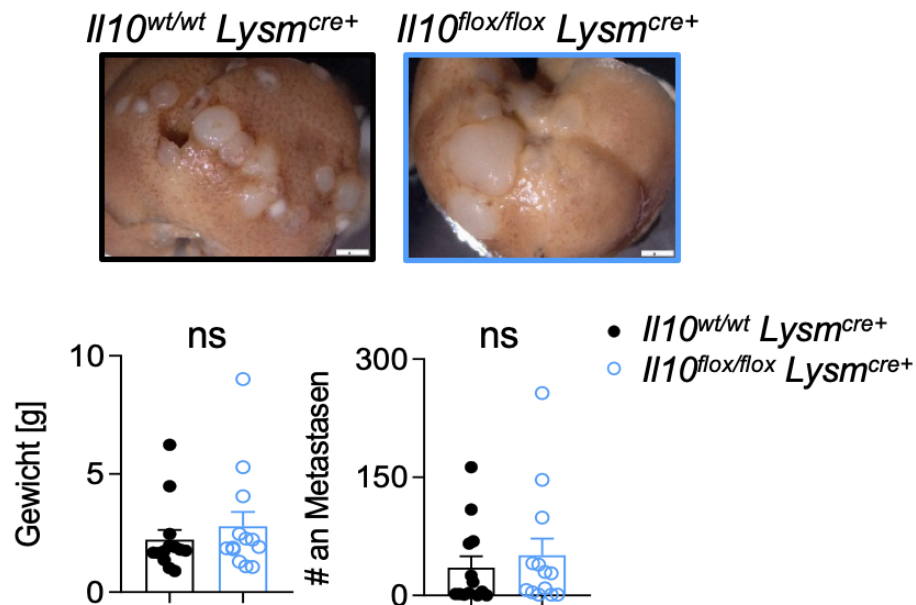 Il10wt/wt Lysmcre+
Il10flox/flox Lysmcre+
ns
ns
Il10wt/wt Lysmcre+
Il10flox/flox Lysmcre+
Gewicht [g]
10
5
0
# an Metastasen
300
150
0